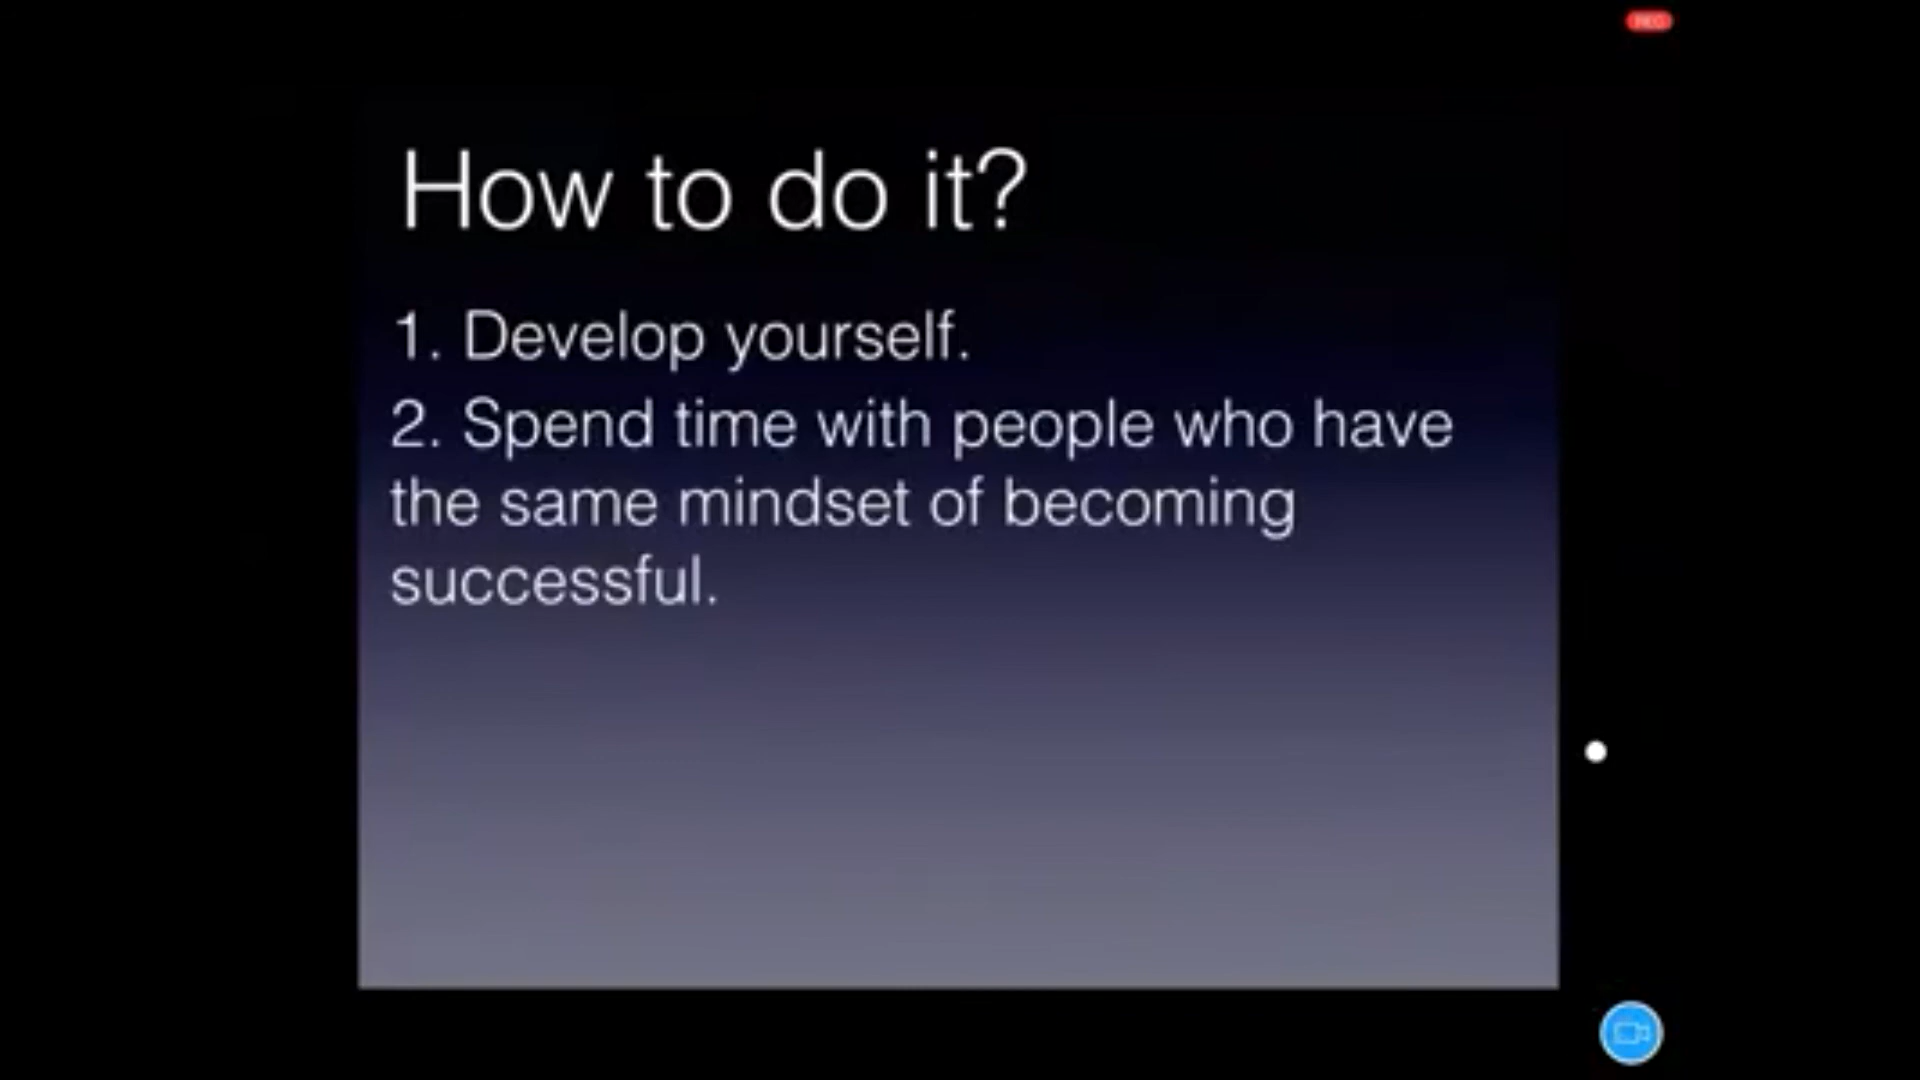 REC
How to do it?
1. Develop yourself.
2. Spend time with people who have
the same mindset of becoming
successful.